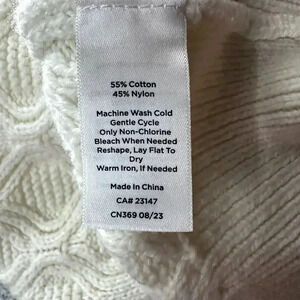 55% Cotton
45% Nylon
Machine Wash Cold
Gentle Cycle
Only Non-Chlorine
Bleach When Needed
Reshape, Lay Flat To
Dry
Warm Iron, If Needed
Made In China
CA# 23147
CN369 08/23